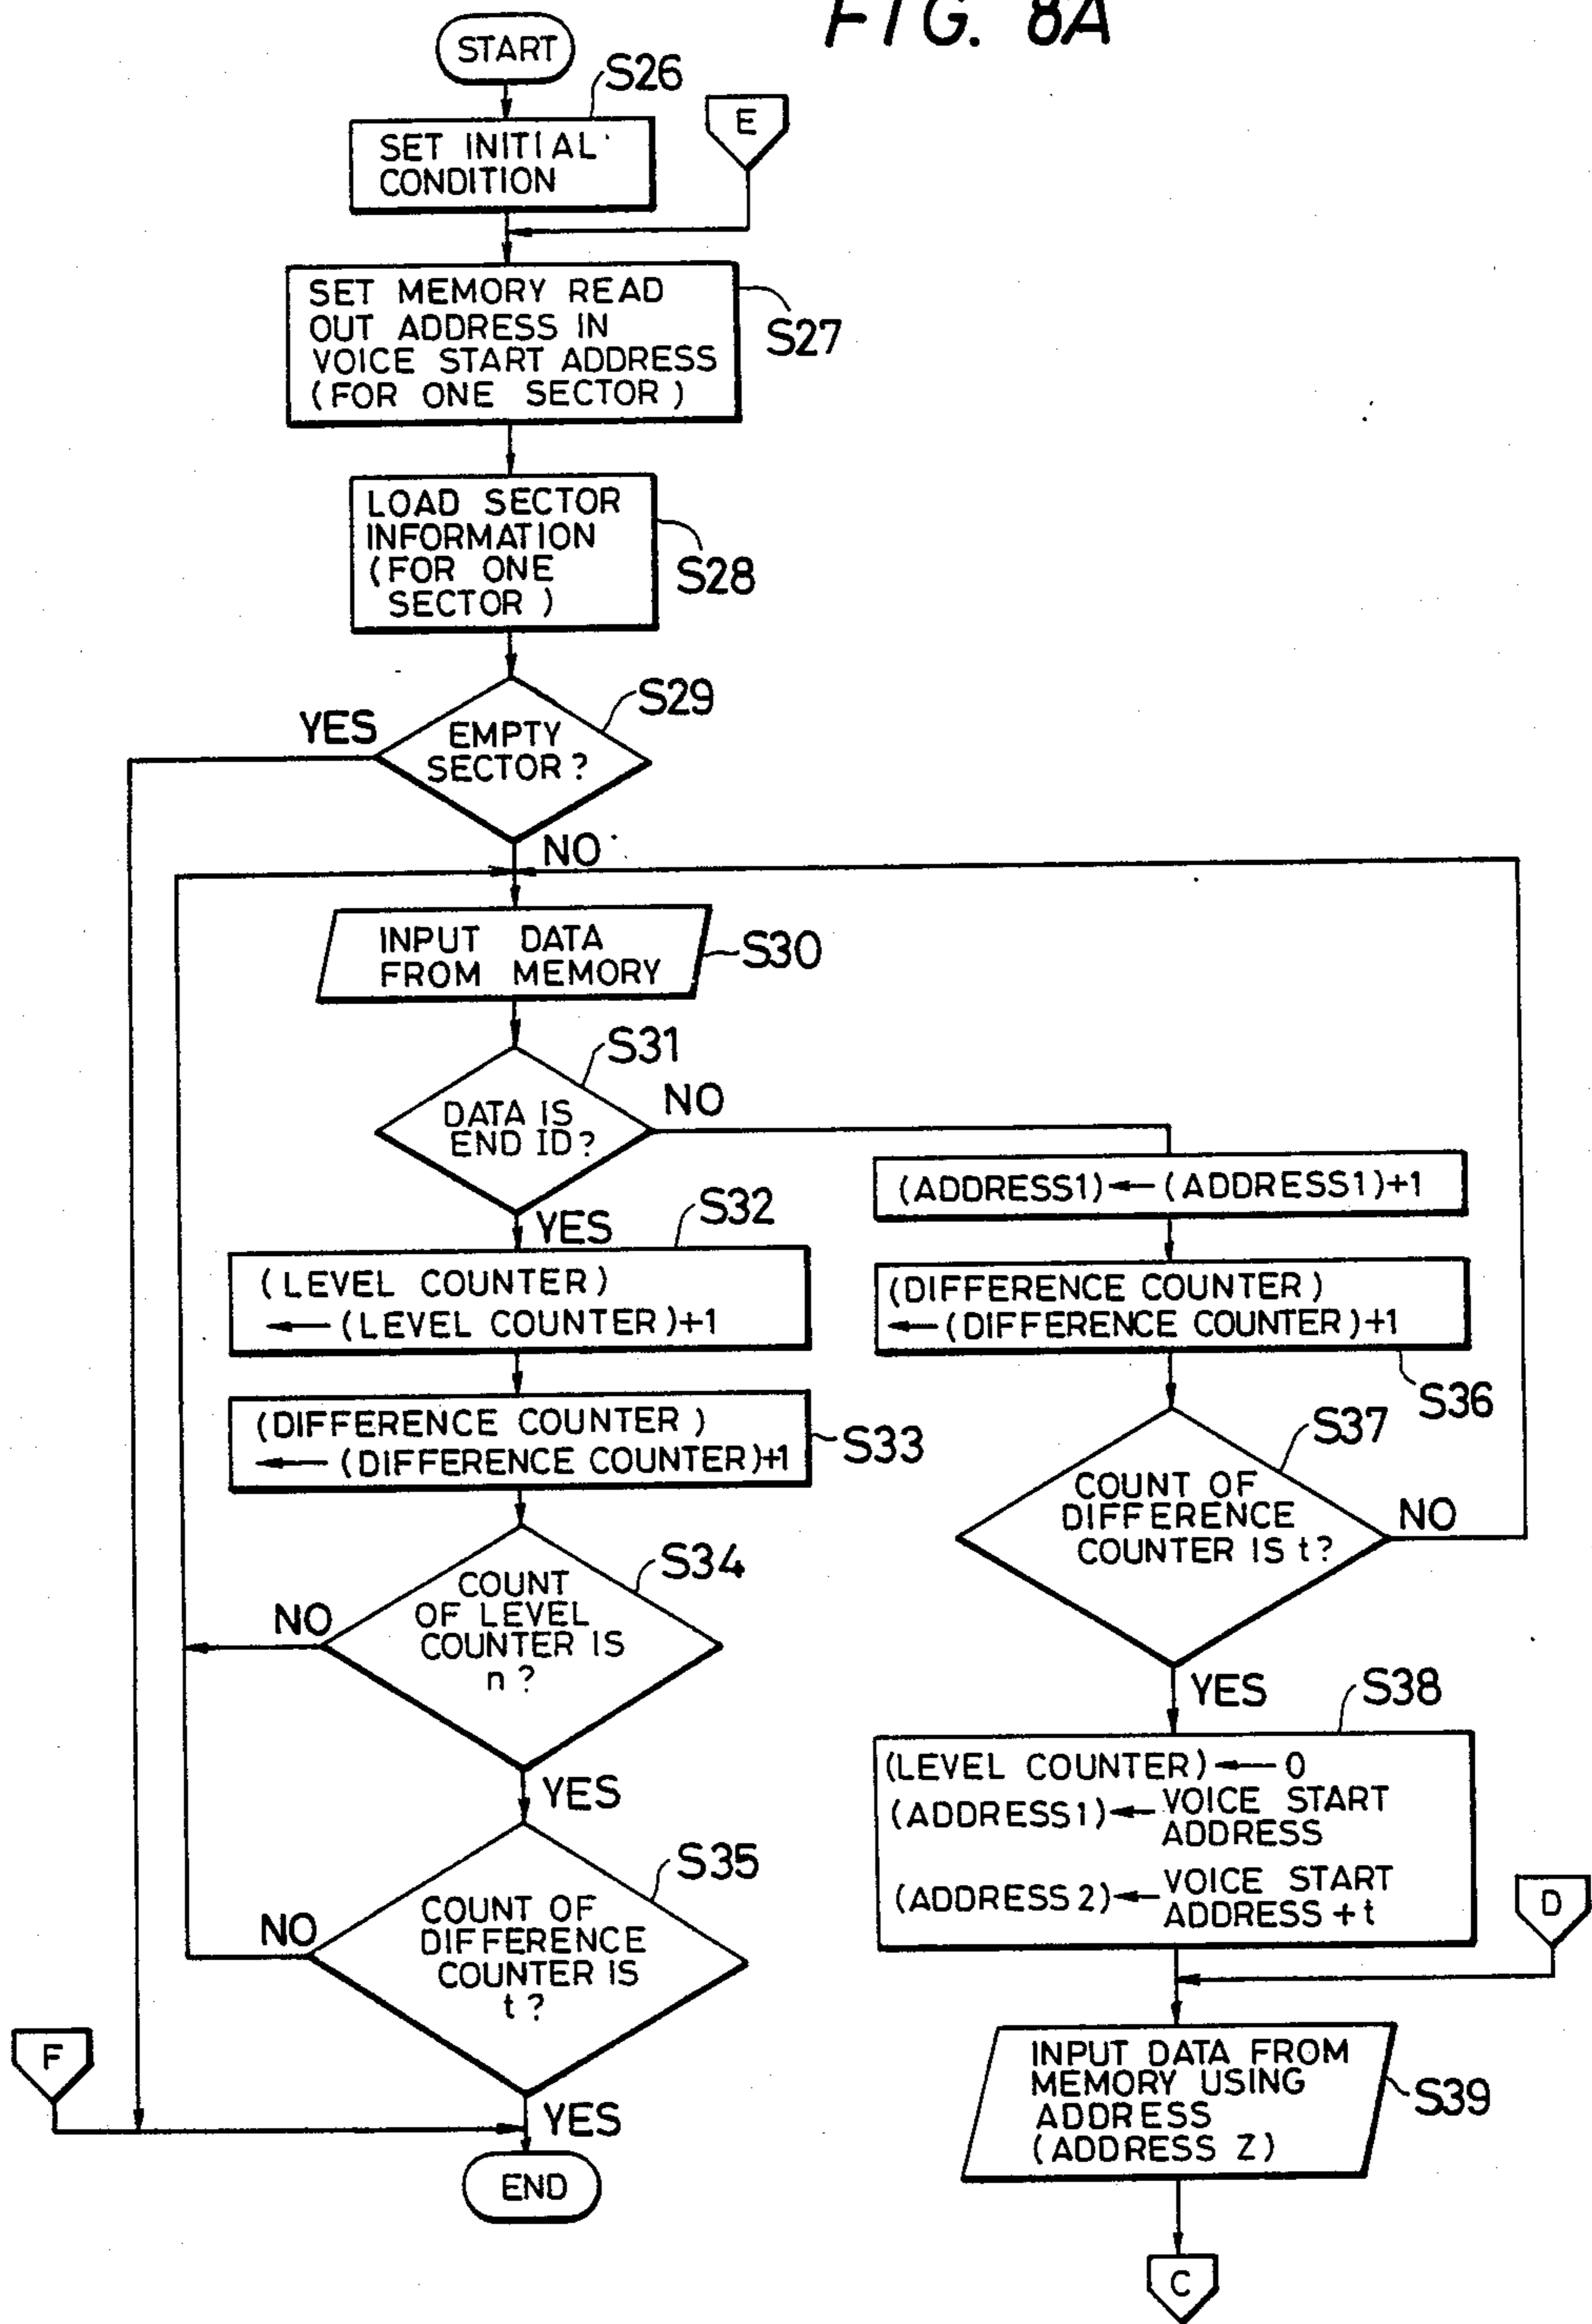 FIG. 8A
START
S26
E
SET INITIAL
CONDITION
SET MEMORY READ
OUT ADDRESS IN
VOICE START ADDRESS
(FOR ONE SECTOR)
S27
LOAD SECTOR
INFORMATION
(FOR ONE
SECTOR)
S28
S29
YES
EMPTY
SECTOR?
NO
INPUT DATA
FROM MEMORY
S30
S31
DATA IS
END ID?
NO
YES
S32
(LEVEL COUNTER)
←(LEVEL COUNTER)+1
(DIFFERENCE COUNTER)
←(DIFFERENCE COUNTER)+1
S33
S34
COUNT
OF LEVEL
COUNTER IS
n?
NO
YES
S35
COUNT OF
DIFFERENCE
COUNTER IS
t?
NO
YES
F
END
(ADDRESS1)←(ADDRESS1)+1
(DIFFERENCE COUNTER)
←(DIFFERENCE COUNTER)+1
S36
S37
COUNT OF
DIFFERENCE
COUNTER IS t?
NO
YES
S38
(LEVEL COUNTER)←0
(ADDRESS1)←VOICE START
ADDRESS
(ADDRESS2)←VOICE START
ADDRESS+t
D
INPUT DATA FROM
MEMORY USING
ADDRESS
(ADDRESS Z)
S39
C